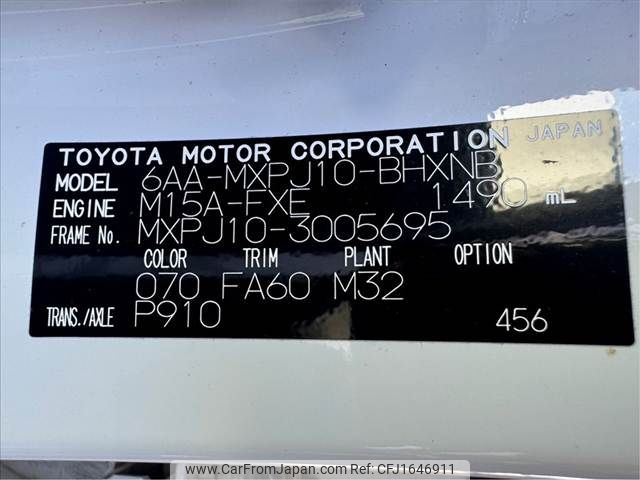 TOYOTA MOTOR CORPORATION JAPAN
MODEL 6AA-MXPJ10-BHXNB
ENGINE M15A-FXE 1490 mL
FRAME No. MXPJ10-3005695
COLOR TRIM PLANT OPTION
070 FA60 M32
TRANS./AXLE P910 456
www.CarFromJapan.com - ID CFJ1646911